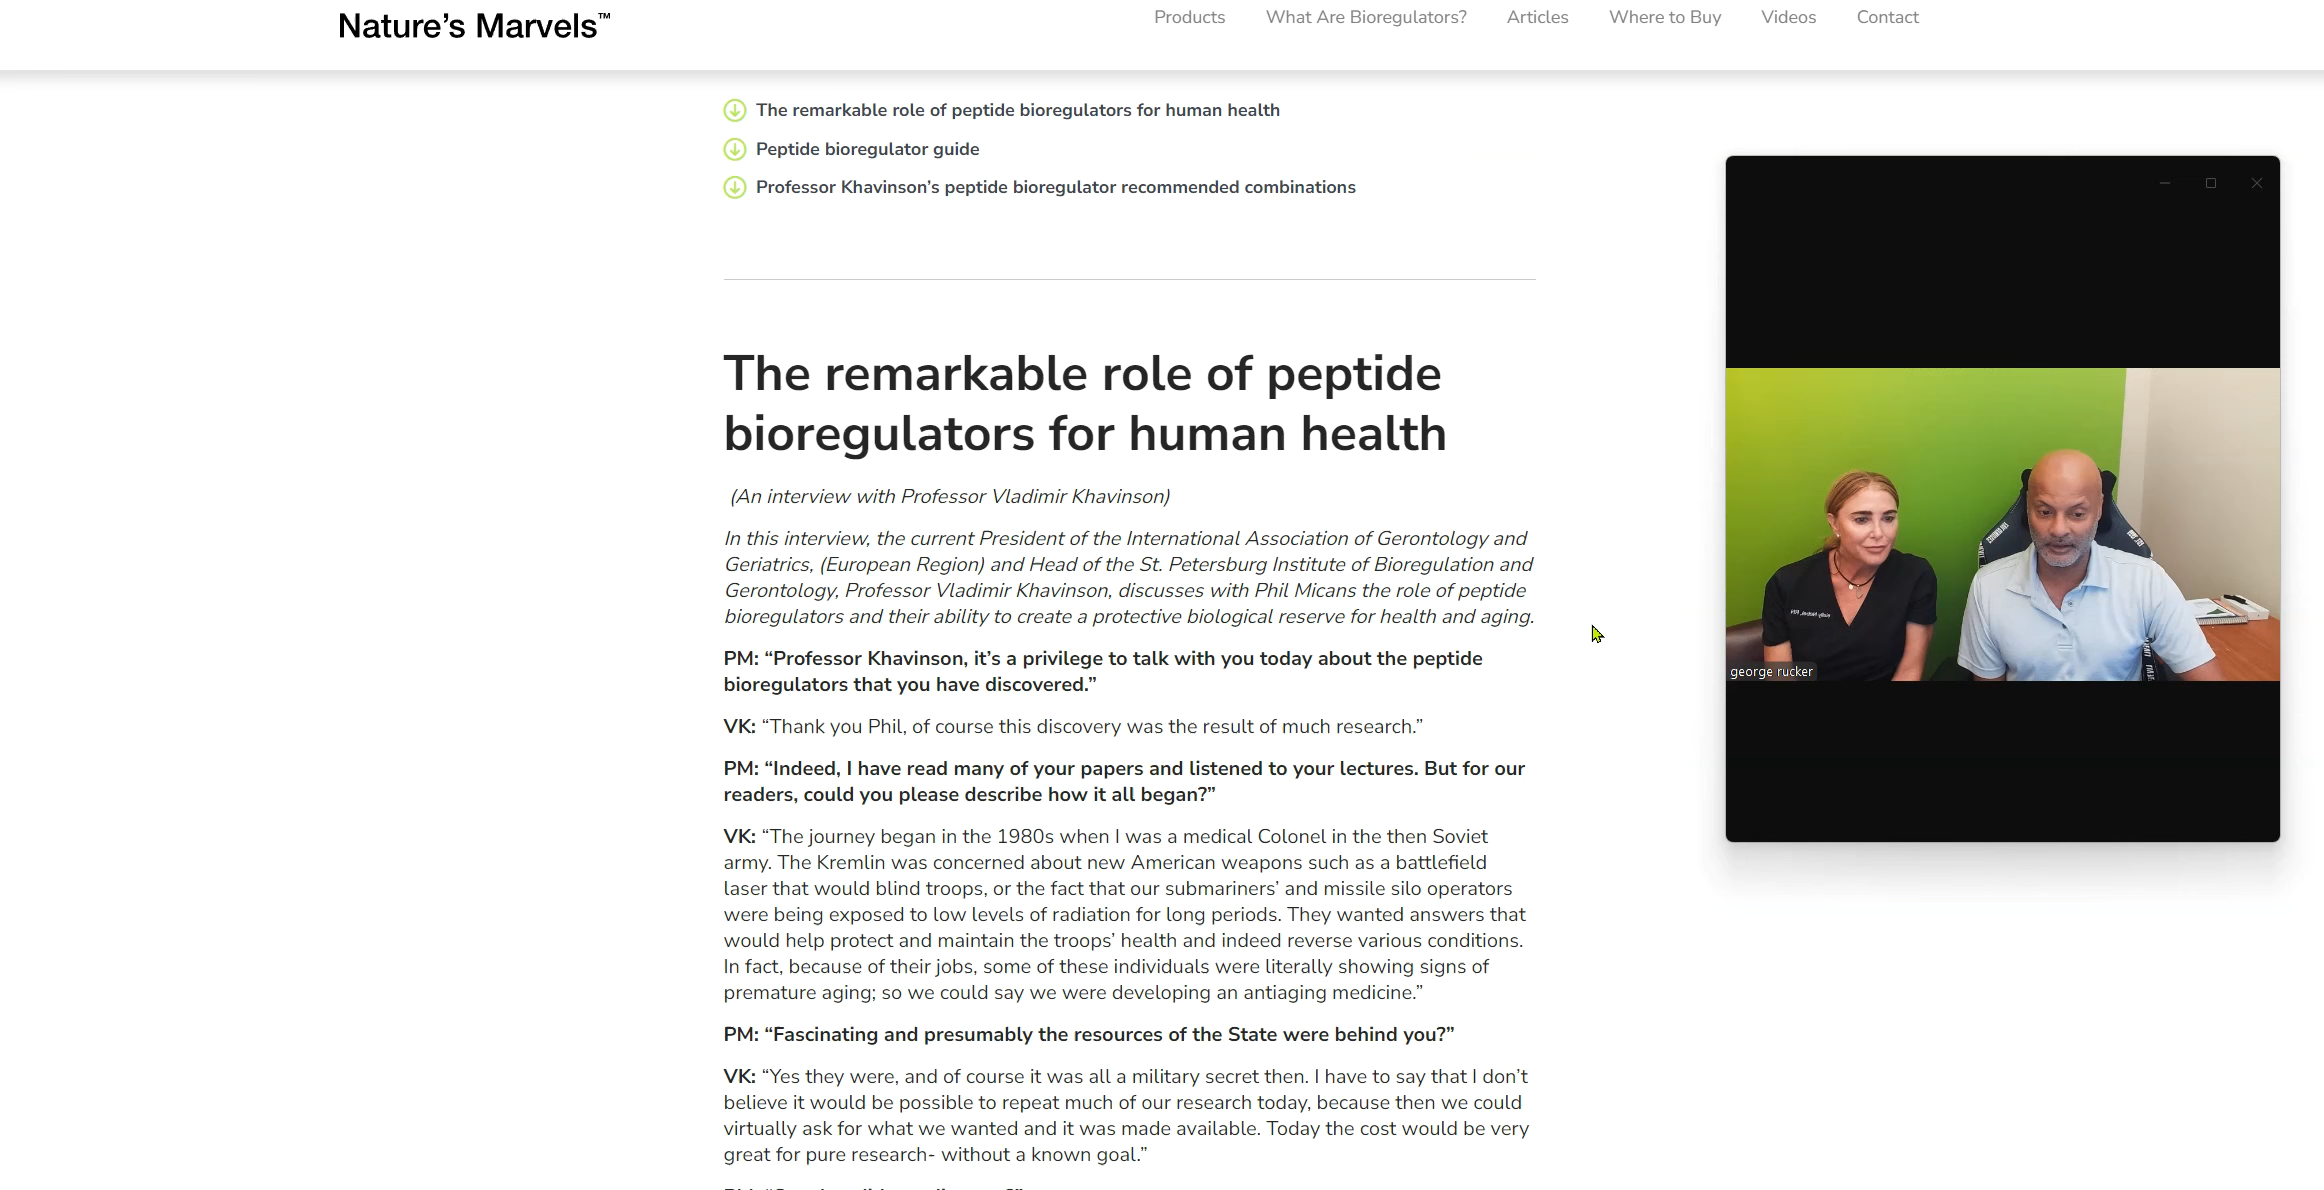 Nature's Marvels™
Products What Are Bioregulators? Articles Where to Buy Videos Contact
The remarkable role of peptide bioregulators for human health
Peptide bioregulator guide
Professor Khavinson’s peptide bioregulator recommended combinations
The remarkable role of peptide
bioregulators for human health
(An interview with Professor Vladimir Khavinson)
In this interview, the current President of the International Association of Gerontology and
Geriatrics, (European Region) and Head of the St. Petersburg Institute of Bioregulation and
Gerontology, Professor Vladimir Khavinson, discusses with Phil Micans the role of peptide
bioregulators and their ability to create a protective biological reserve for health and aging.
PM: “Professor Khavinson, it’s a privilege to talk with you today about the peptide
bioregulators that you have discovered.”
VK: “Thank you Phil, of course this discovery was the result of much research.”
PM: “Indeed, I have read many of your papers and listened to your lectures. But for our
readers, could you please describe how it all began?”
VK: “The journey began in the 1980s when I was a medical Colonel in the then Soviet
army. The Kremlin was concerned about new American weapons such as a battlefield
laser that would blind troops, or the fact that our submariners’ and missile silo operators
were being exposed to low levels of radiation for long periods. They wanted answers that
would help protect and maintain the troops’ health and indeed reverse various conditions.
In fact, because of their jobs, some of these individuals were literally showing signs of
premature aging; so we could say we were developing an antiaging medicine.”
PM: “Fascinating and presumably the resources of the State were behind you?”
VK: “Yes they were, and of course it was all a military secret then. I have to say that I don’t
believe it would be possible to repeat much of our research today, because then we could
virtually ask for what we wanted and it was made available. Today the cost would be very
great for pure research- without a known goal.”
george rucker